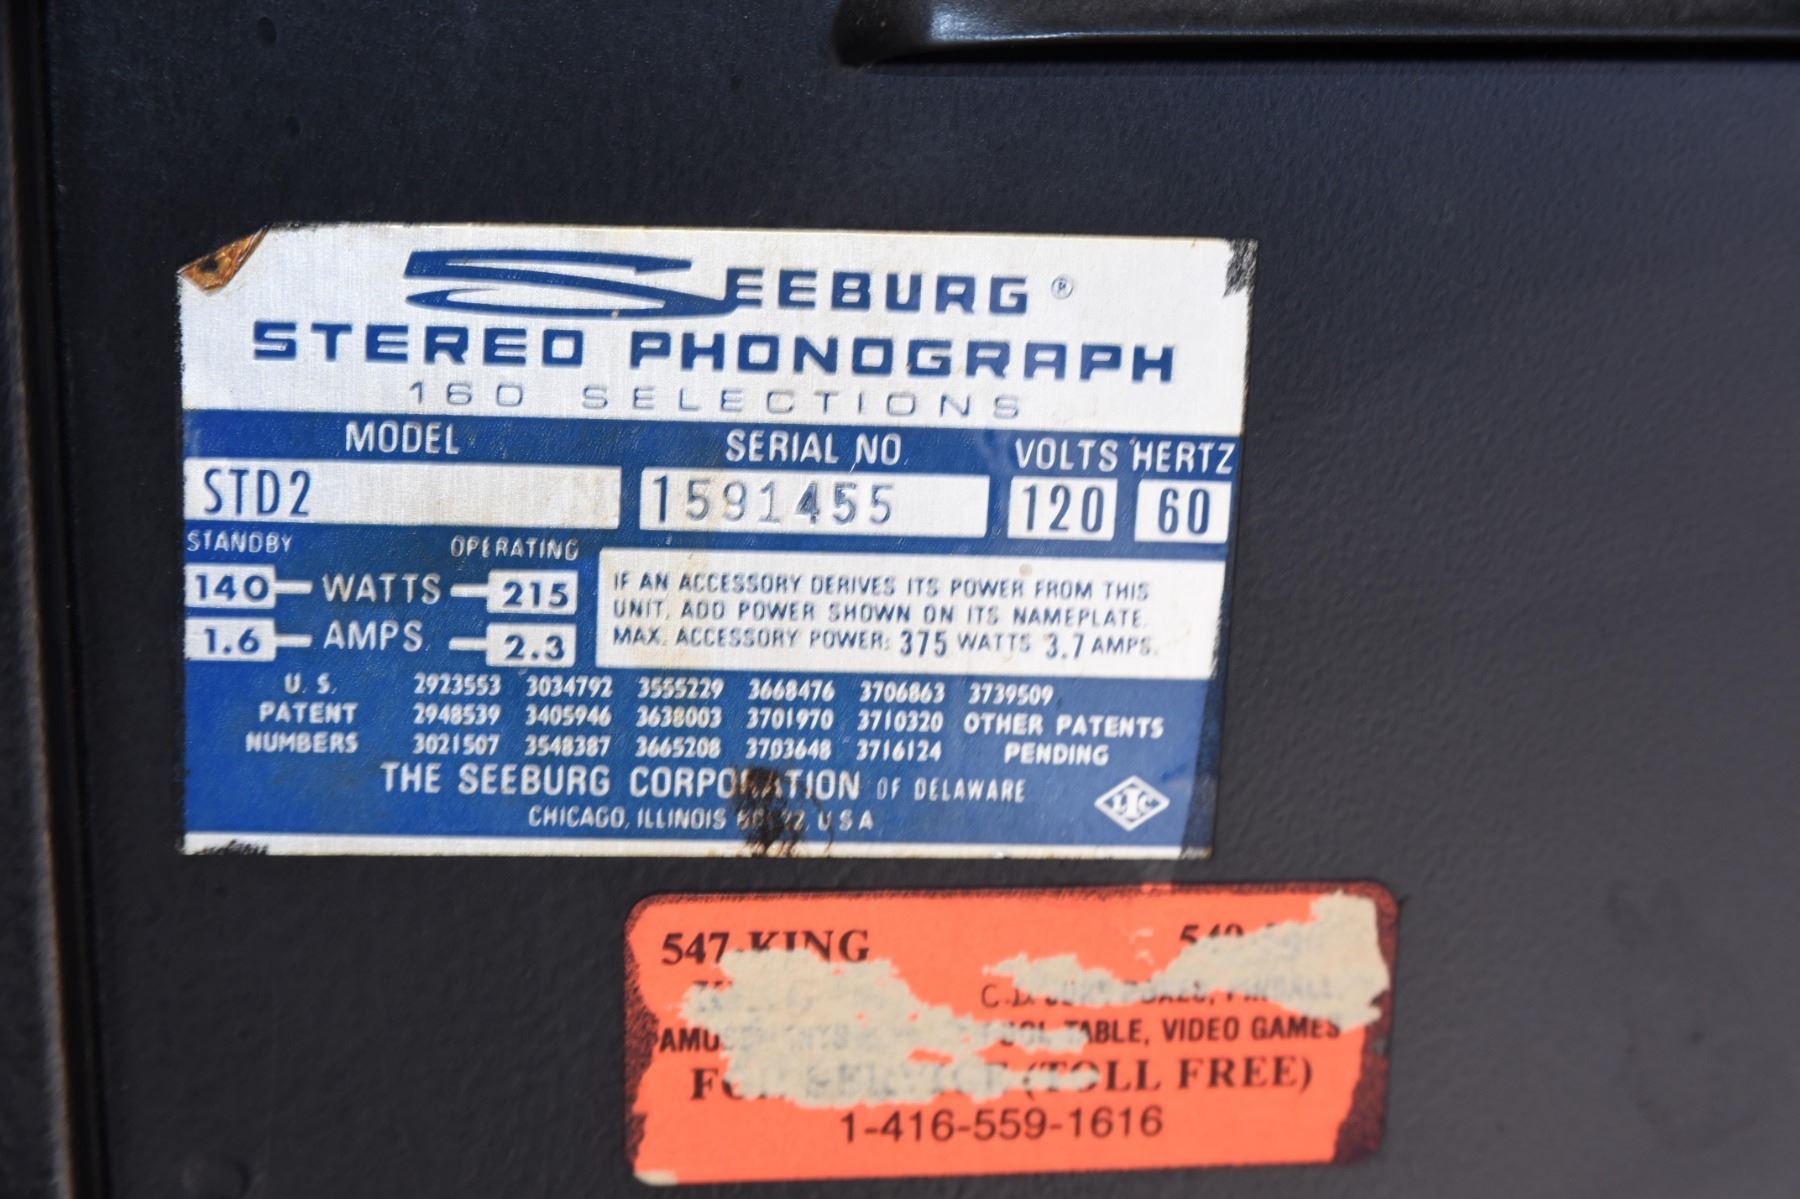 SEEBURG ®
STEREO PHONOGRAPH
160 SELECTIONS
MODEL SERIAL NO. VOLTS HERTZ
STD2 1591455 120 60
STANDBY OPERATING
140 WATTS 215
1.6 AMPS. 2.3
IF AN ACCESSORY DERIVES ITS POWER FROM THIS
UNIT, ADD POWER SHOWN ON ITS NAMEPLATE.
MAX. ACCESSORY POWER: 375 WATTS 3.7 AMPS.
U. S. 2923553 3034792 3555229 3668476 3706863 3739509
PATENT 2948539 3405946 3638003 3701970 3710320 OTHER PATENTS
NUMBERS 3021507 3548387 3665208 3703648 3716124 PENDING
THE SEEBURG CORPORATION OF DELAWARE
CHICAGO, ILLINOIS U S A
547-KING
TABLE, VIDEO GAMES
(TOLL FREE)
1-416-559-1616